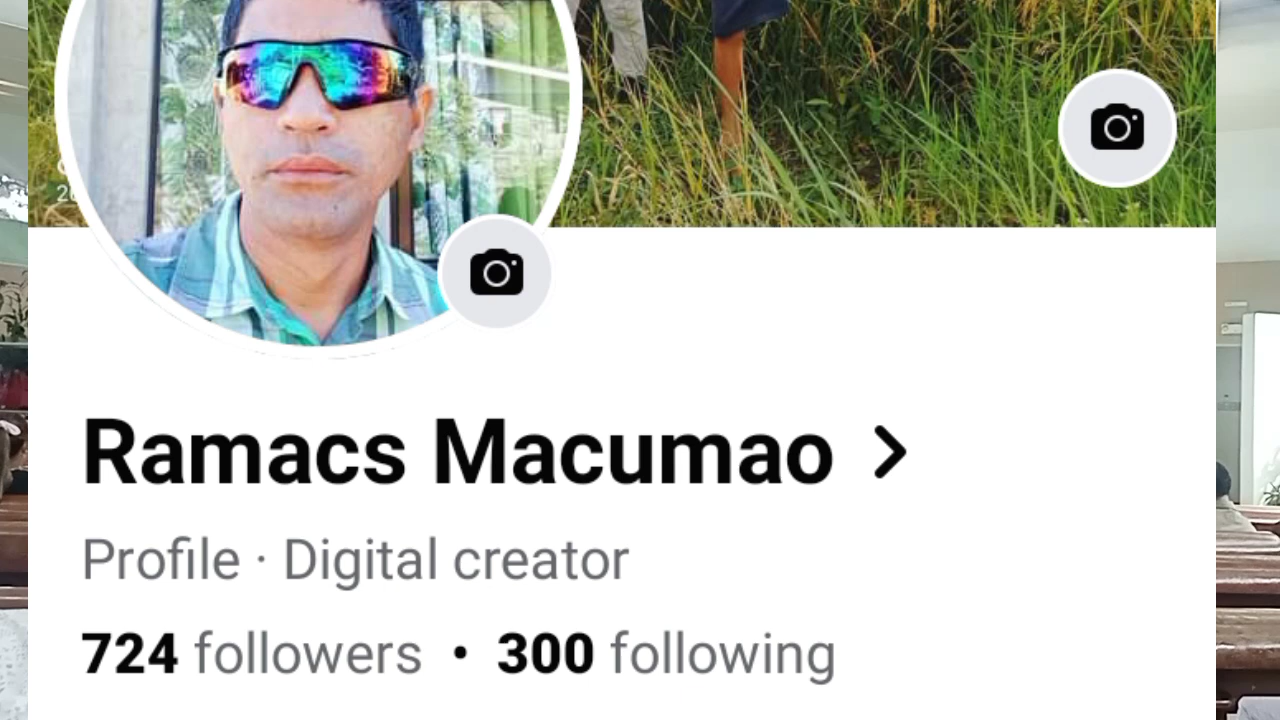 Ramacs Macumao
Profile · Digital creator
724 followers • 300 following